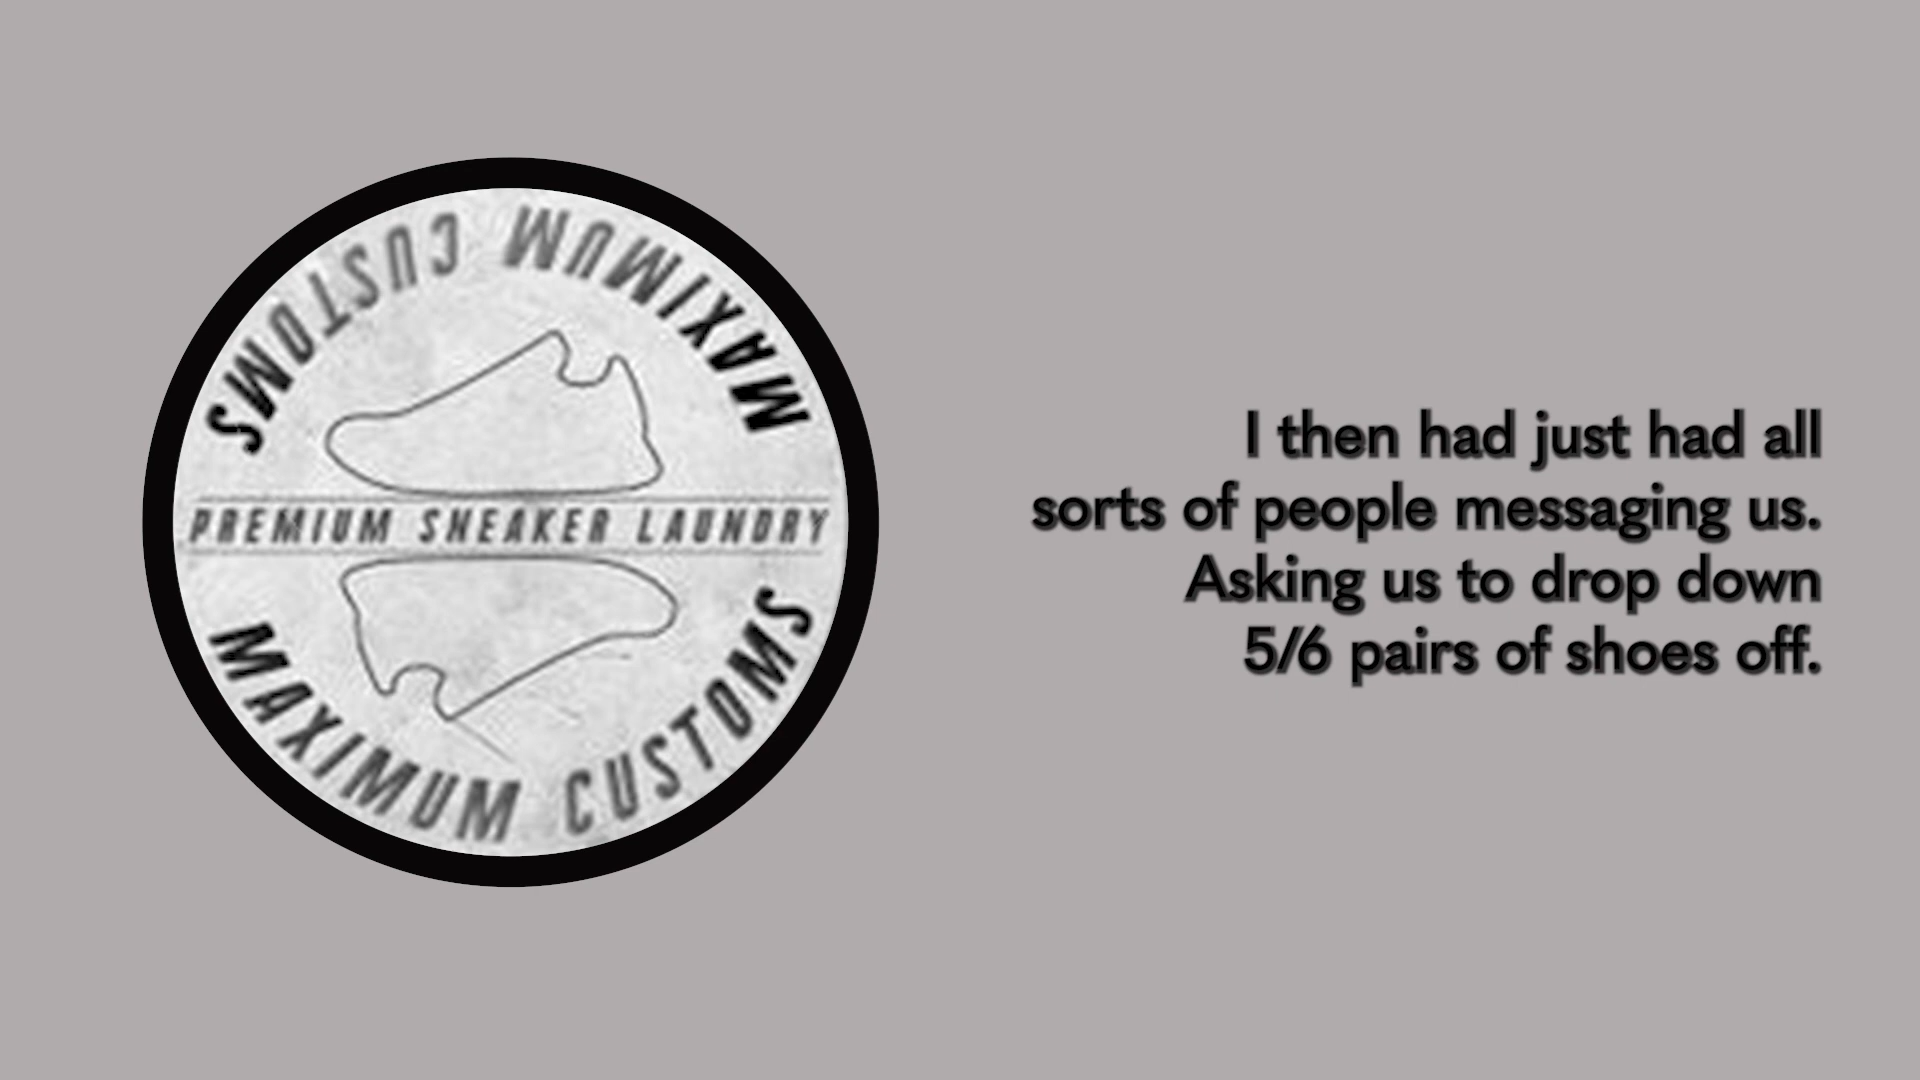 MAXIMUM CUSTOMS
PREMIUM SNEAKER LAUNDRY
MAXIMUM CUSTOMS
I then had just had all
sorts of people messaging us.
Asking us to drop down
5/6 pairs of shoes off.